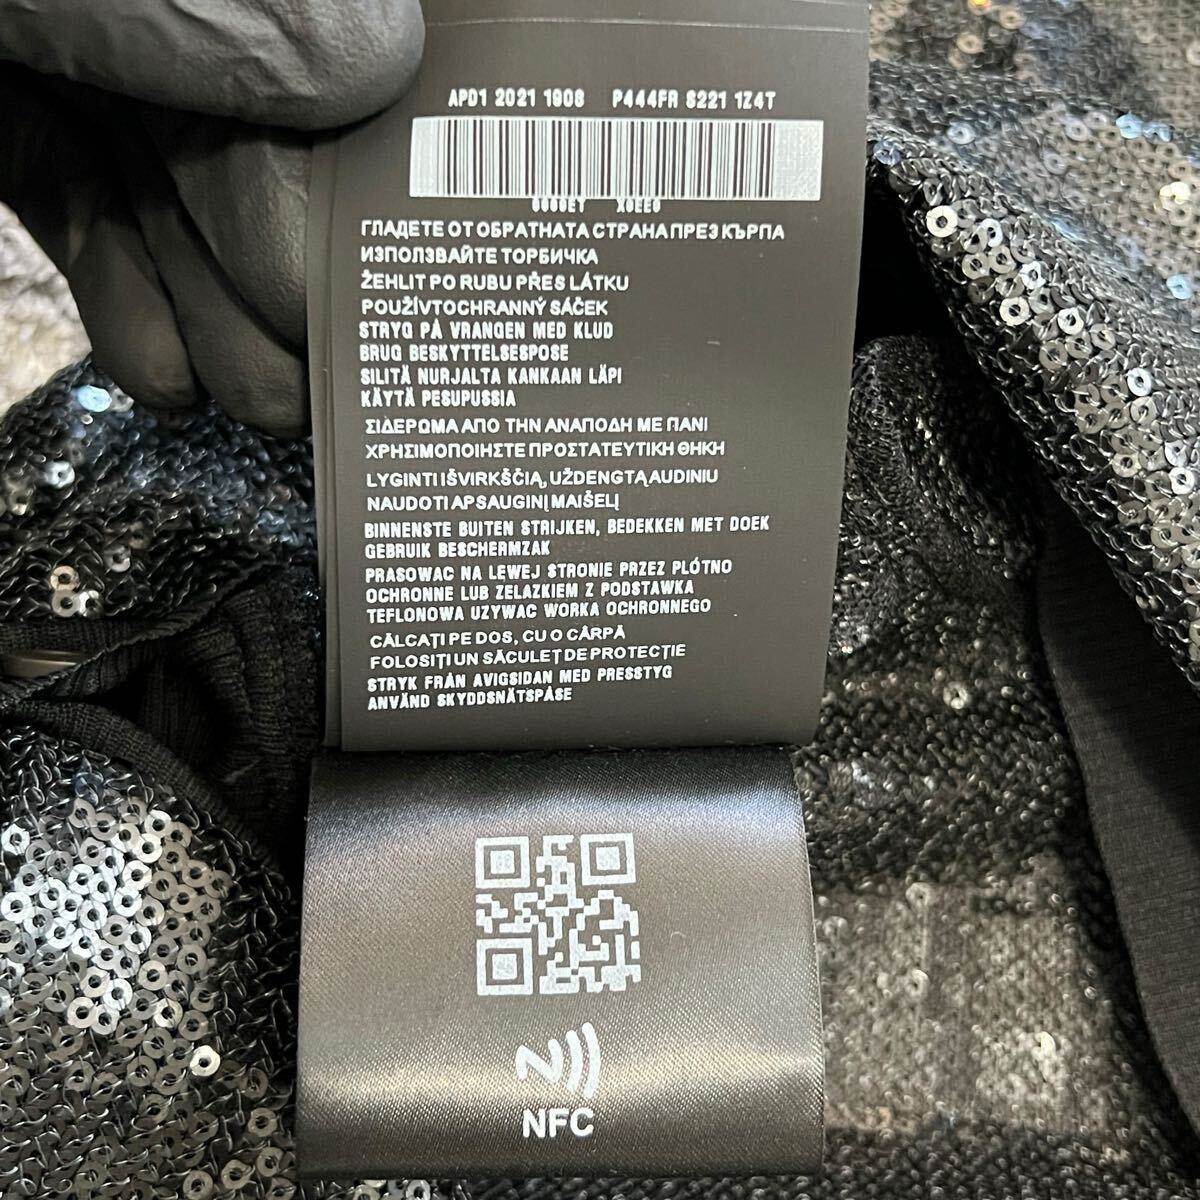 AP01 2021 1908 P444FR S221 1Z4T
ГЛАДЕТЕ ОТ ОБРАТНАТА СТРАНА ПРЕЗ КЪРПА
ИЗПОЛЗВАЙТЕ ТОРБИЧКА
ŽEHLIT PO RUBU PŘES LÁTKU
POUŽÍVTOCHRANNÝ SÁČEK
STRYG PÅ VRANGEN MED KLUD
BRUG BESKYTTELSESPOSE
SILITÄ NURJALTA KANKAAN LÄPI
KÄYTÄ PESUPUSSIA
ΣΙΔΕΡΩΜΑ ΑΠΟ ΤΗΝ ΑΝΑΠΟΔΗ ΜΕ ΠΑΝΙ
ΧΡΗΣΙΜΟΠΟΙΗΣΤΕ ΠΡΟΣΤΑΤΕΥΤΙΚΗ ΘΗΚΗ
LYGINTI IŠVIRKŠČIĄ, UŽDENGTĄ AUDINIU
NAUDOTI APSAUGINĮ MAIŠELĮ
BINNENSTE BUITEN STRIJKEN, BEDEKKEN MET DOEK
GEBRUIK BESCHERMZAK
PRASOWAC NA LEWEJ STRONIE PRZEZ PLÓTNO
OCHRONNE LUB ZELAZKIEM Z PODSTAWKA
TEFLONOWA UZYWAC WORKA OCHRONNEGO
CĂLCAȚI PE DOS, CU O CÂRPĂ
FOLOSIȚI UN SĂCULEȚ DE PROTECȚIE
STRYK FRÅN AVIGSIDAN MED PRESSTYG
ANVÄND SKYDDSNÄTSPÅSE
NFC